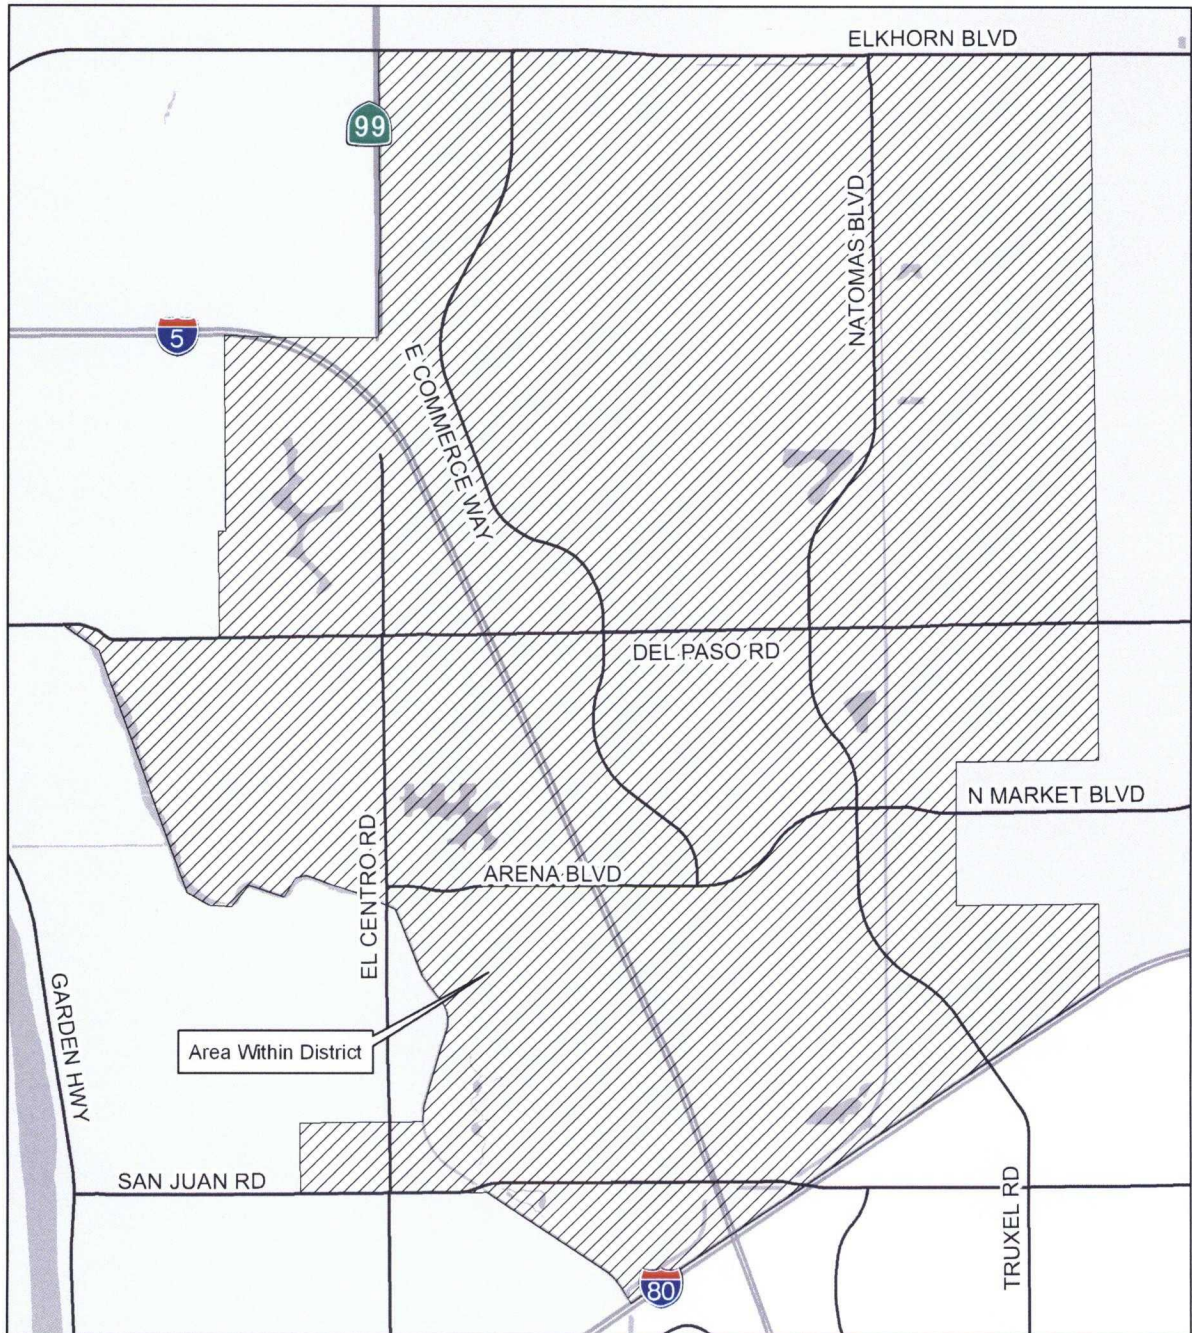 ELKHORN BLVD
99
NATOMAS BLVD
5
E COMMERCE WAY
DEL PASO RD
N MARKET BLVD
EL CENTRO RD
ARENA BLVD
GARDEN HWY
Area Within District
SAN JUAN RD
TRUXEL RD
80